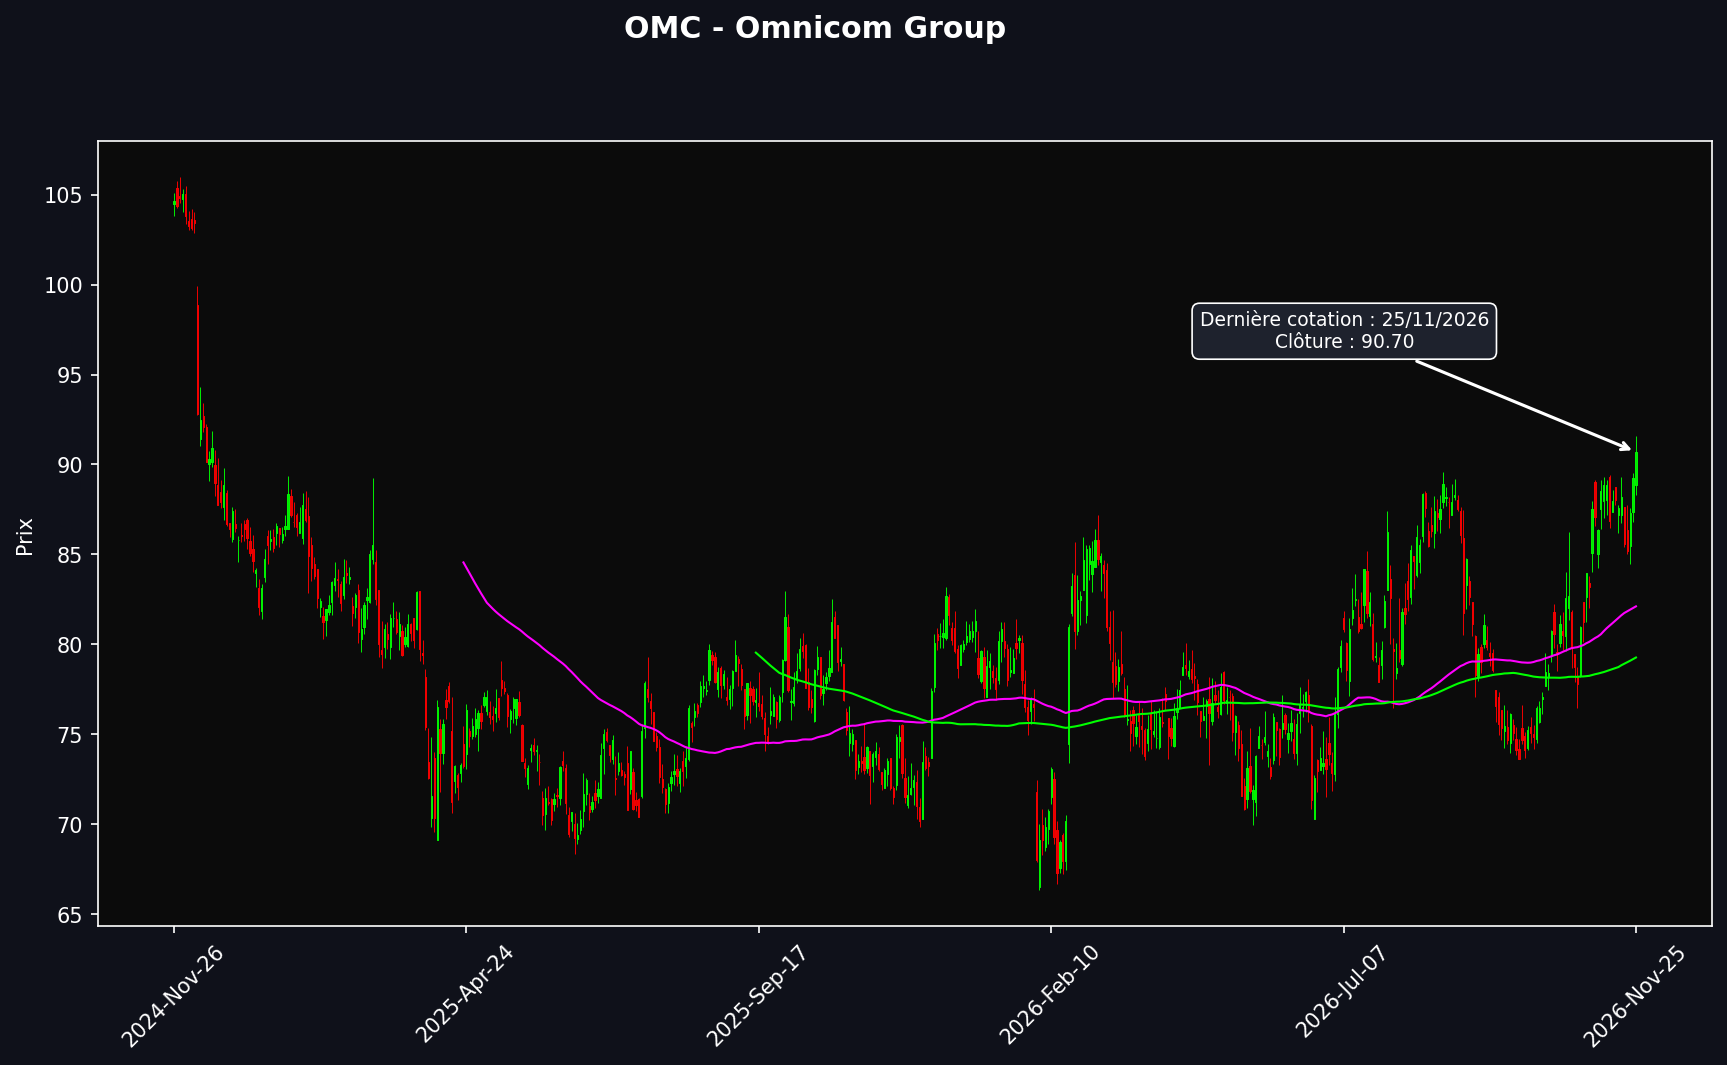 OMC - Omnicom Group
Prix
105
100
95
90
85
80
75
70
65
Dernière cotation : 25/11/2026
Clôture : 90.70
2024-Nov-26
2025-Apr-24
2025-Sep-17
2026-Feb-10
2026-Jul-07
2026-Nov-25